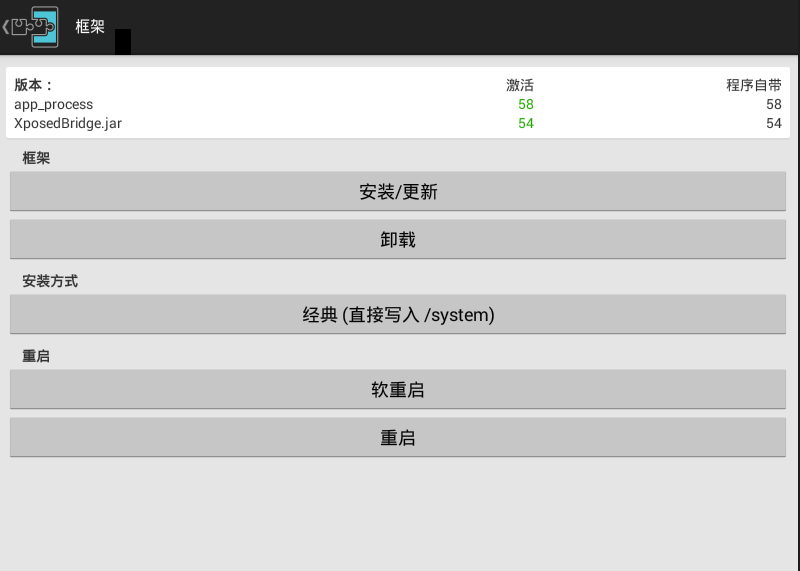 框架
版本： 激活 程序自带
app_process 58 58
XposedBridge.jar 54 54
框架
安装/更新
卸载
安装方式
经典 (直接写入 /system)
重启
软重启
重启